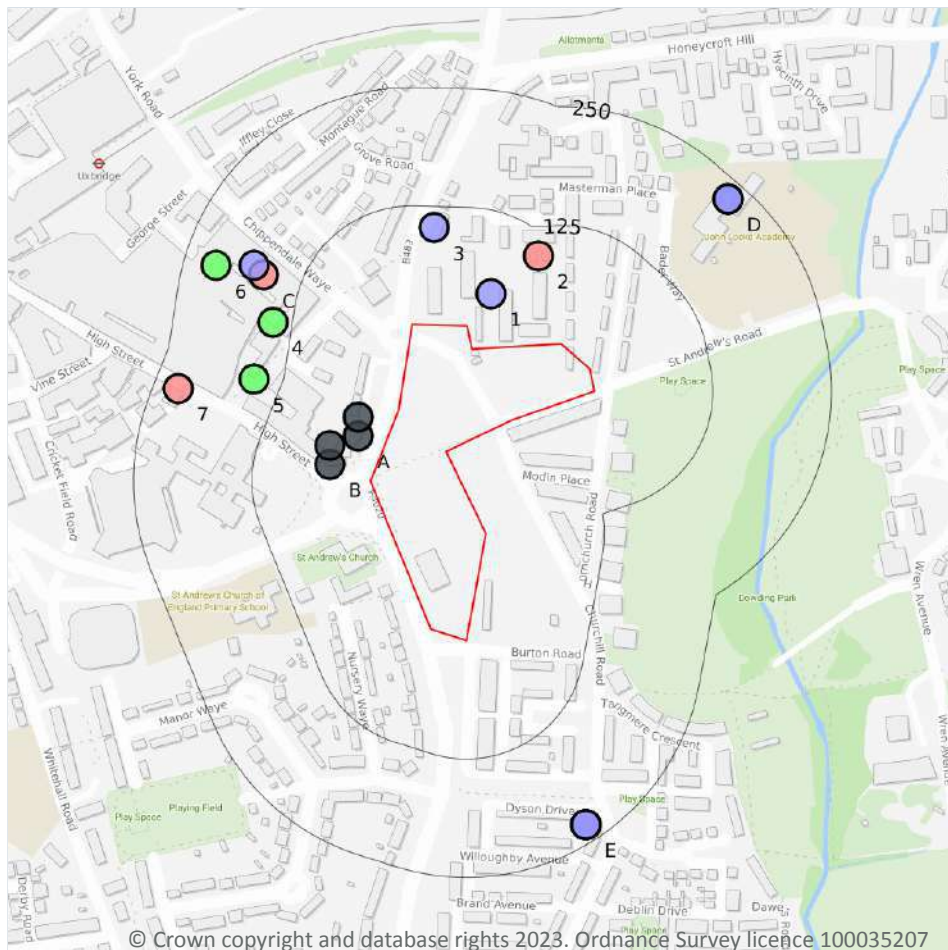 Allotments
Honeycroft Hill
Hyacinth Drive
York Road
250
Iffley Close
Montague Road
Grove Road
Uxbridge
Masterman Place
George Street
Chippendale Waye
125
B483
3
2
D
John Locke Academy
Bader Way
6
C
1
4
St Andrew's Road
High Street
Vine Street
Play Space
Play Space
7
5
High Street
A
B
Cricket Field Road
Modin Place
St Andrew's Church
St Andrew's Church of
England Primary School
Churchill Road
Dowding Park
Wren Avenue
Burton Road
Nursery Waye
Manor Waye
Tangmere Crescent
Whitehall Road
Playing Field
Play Space
Dyson Drive
Play Space
E
Willoughby Avenue
Brand Avenue
Deblin Drive
Derby Road
Play Space
© Crown copyright and database rights 2023. Ordnance Survey licence 100035207